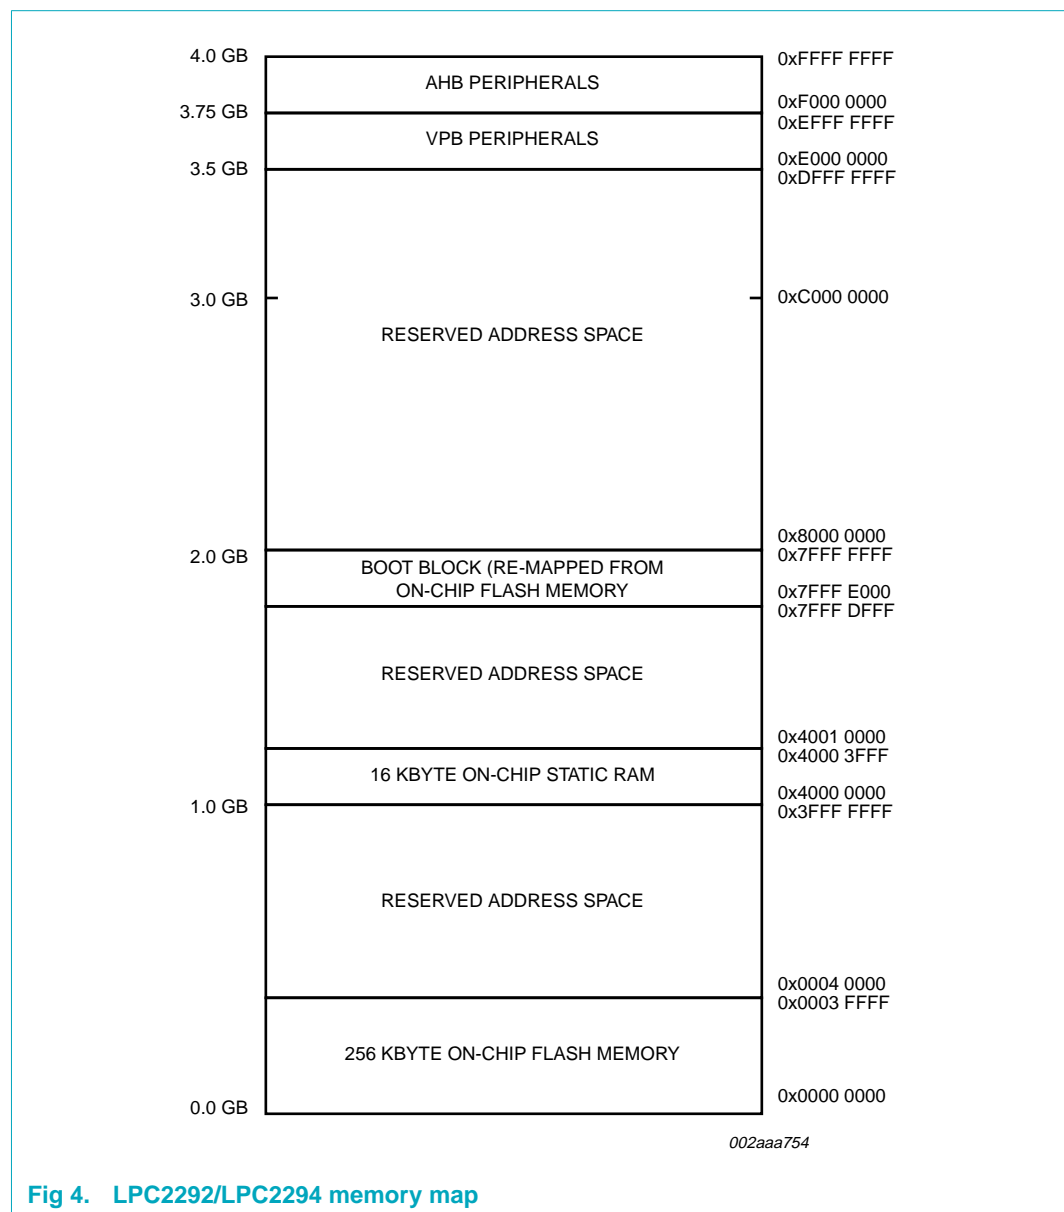 4.0 GB
0xFFFF FFFF
AHB PERIPHERALS
0xF000 0000
3.75 GB
0xEFFF FFFF
VPB PERIPHERALS
0xE000 0000
3.5 GB
0xDFFF FFFF
3.0 GB
0xC000 0000
RESERVED ADDRESS SPACE
0x8000 0000
2.0 GB
0x7FFF FFFF
BOOT BLOCK (RE-MAPPED FROM
ON-CHIP FLASH MEMORY
0x7FFF E000
0x7FFF DFFF
RESERVED ADDRESS SPACE
0x4001 0000
0x4000 3FFF
16 KBYTE ON-CHIP STATIC RAM
0x4000 0000
1.0 GB
0x3FFF FFFF
RESERVED ADDRESS SPACE
0x0004 0000
0x0003 FFFF
256 KBYTE ON-CHIP FLASH MEMORY
0x0000 0000
0.0 GB
002aaa754
Fig 4. LPC2292/LPC2294 memory map